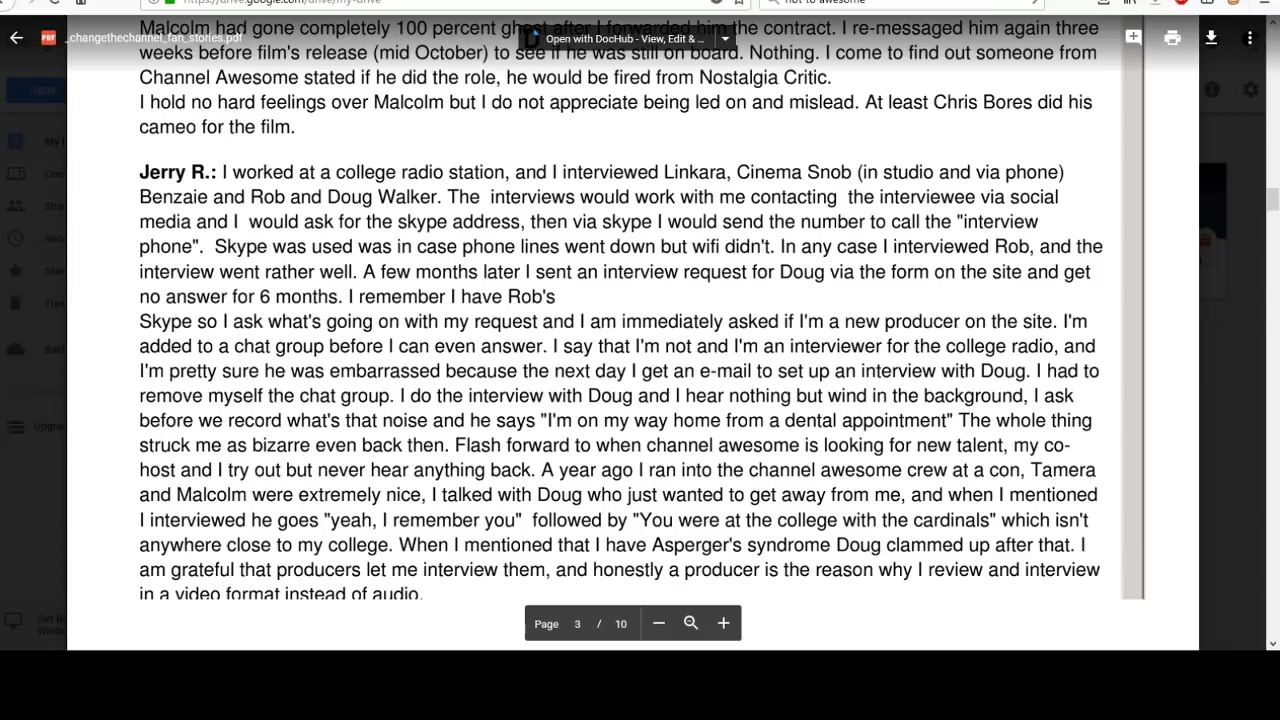 https://drive.google.com/drive/my-drive
not to awesome
_changethechannel_fan_stories.pdf
Open with DocHub - View, Edit & ...
Malcolm had gone completely 100 percent ghost after I forwarded him the contract. I re-messaged him again three
weeks before film's release (mid October) to see if he was still on board. Nothing. I come to find out someone from
Channel Awesome stated if he did the role, he would be fired from Nostalgia Critic.
I hold no hard feelings over Malcolm but I do not appreciate being led on and mislead. At least Chris Bores did his
cameo for the film.
Jerry R.: I worked at a college radio station, and I interviewed Linkara, Cinema Snob (in studio and via phone)
Benzaie and Rob and Doug Walker. The interviews would work with me contacting the interviewee via social
media and I would ask for the skype address, then via skype I would send the number to call the "interview
phone". Skype was used was in case phone lines went down but wifi didn't. In any case I interviewed Rob, and the
interview went rather well. A few months later I sent an interview request for Doug via the form on the site and get
no answer for 6 months. I remember I have Rob's
Skype so I ask what's going on with my request and I am immediately asked if I'm a new producer on the site. I'm
added to a chat group before I can even answer. I say that I'm not and I'm an interviewer for the college radio, and
I'm pretty sure he was embarrassed because the next day I get an e-mail to set up an interview with Doug. I had to
remove myself the chat group. I do the interview with Doug and I hear nothing but wind in the background, I ask
before we record what's that noise and he says "I'm on my way home from a dental appointment" The whole thing
struck me as bizarre even back then. Flash forward to when channel awesome is looking for new talent, my co-
host and I try out but never hear anything back. A year ago I ran into the channel awesome crew at a con, Tamera
and Malcolm were extremely nice, I talked with Doug who just wanted to get away from me, and when I mentioned
I interviewed he goes "yeah, I remember you" followed by "You were at the college with the cardinals" which isn't
anywhere close to my college. When I mentioned that I have Asperger's syndrome Doug clammed up after that. I
am grateful that producers let me interview them, and honestly a producer is the reason why I review and interview
in a video format instead of audio.
Page 3 / 10